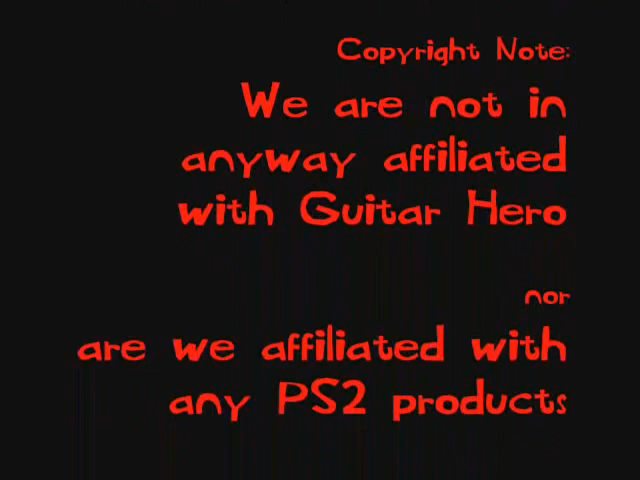 Copyright Note:
We are not in
anyway affiliated
with Guitar Hero
nor
are we affiliated with
any PS2 products